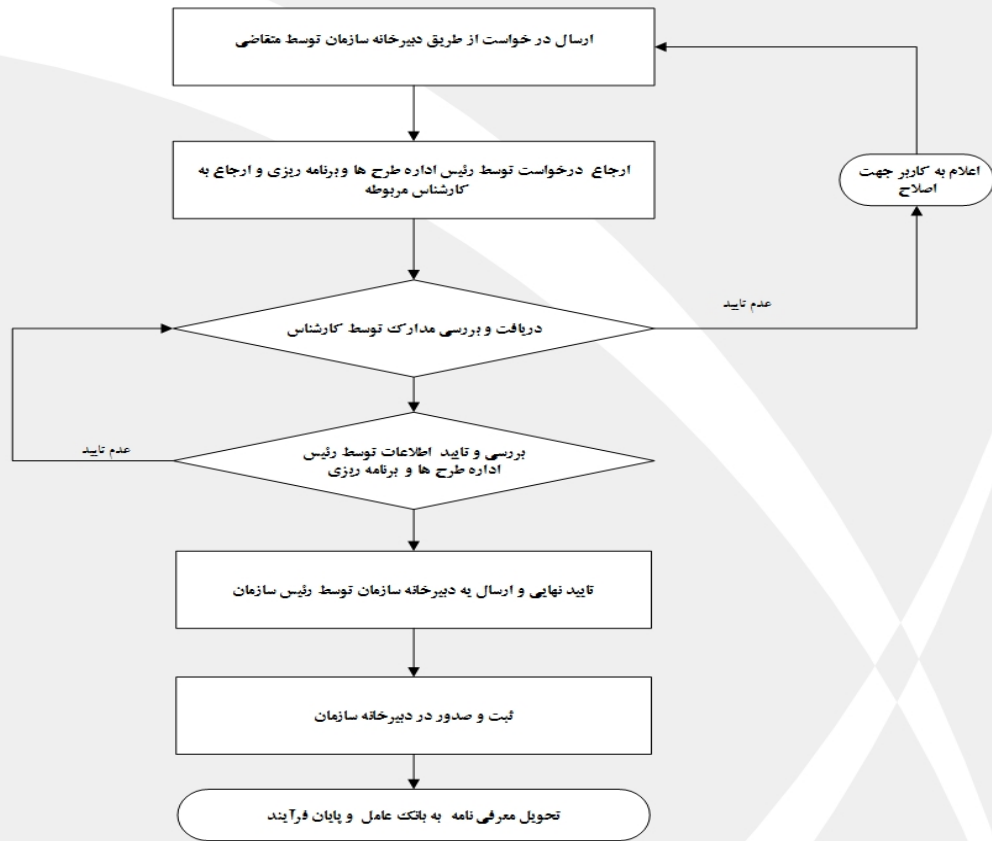 ارسال در خواست از طریق دبیرخانه سازمان توسط متقاضی
ارجاع درخواست توسط رئیس اداره طرح ها و برنامه ریزی و ارجاع به
کارشناس مربوطه
اعلام به کاربر جهت
اصلاح
دریافت و بررسی مدارک توسط کارشناس
عدم تایید
بررسی و تایید اطلاعات توسط رئیس
اداره طرح ها و برنامه ریزی
عدم تایید
تایید نهایی و ارسال به دبیرخانه سازمان توسط رئیس سازمان
ثبت و صدور در دبیرخانه سازمان
تحویل معرفی نامه به بانک عامل و پایان فرآیند